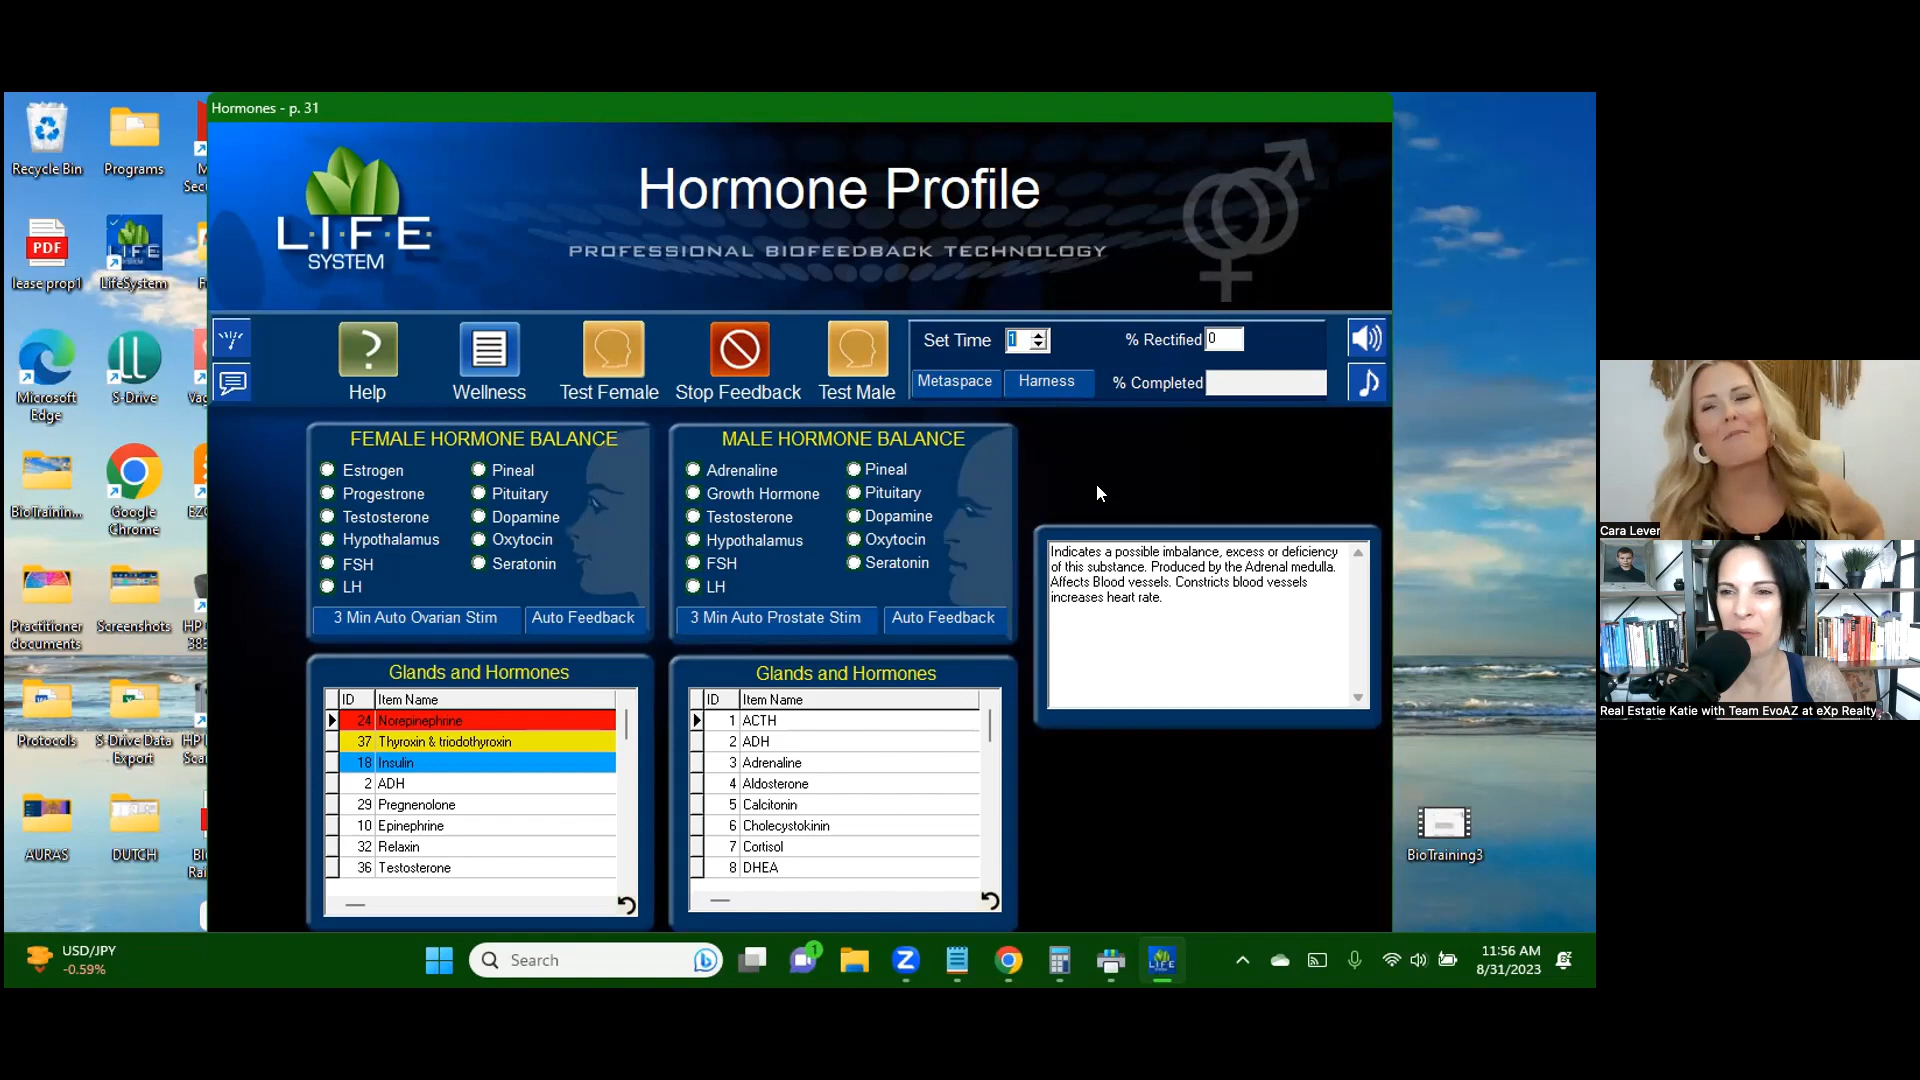 Hormones - p. 31
Recycle Bin
Programs
PDF
lease prop1
LifeSystem
Microsoft Edge
S-Drive
BioTrainin...
Google Chrome
Practitioner documents
Screenshots
Protocols
S-Drive Data Export
AURAS
DUTCH
L·I·F·E
SYSTEM
Hormone Profile
PROFESSIONAL BIOFEEDBACK TECHNOLOGY
Help
Wellness
Test Female
Stop Feedback
Test Male
Set Time 1
% Rectified 0
Metaspace
Harness
% Completed
FEMALE HORMONE BALANCE
Estrogen
Pineal
Progestrone
Pituitary
Testosterone
Dopamine
Hypothalamus
Oxytocin
FSH
Seratonin
LH
3 Min Auto Ovarian Stim
Auto Feedback
MALE HORMONE BALANCE
Adrenaline
Pineal
Growth Hormone
Pituitary
Testosterone
Dopamine
Hypothalamus
Oxytocin
FSH
Seratonin
LH
3 Min Auto Prostate Stim
Auto Feedback
Indicates a possible imbalance, excess or deficiency
of this substance. Produced by the Adrenal medulla.
Affects Blood vessels. Constricts blood vessels
increases heart rate.
Glands and Hormones
ID Item Name
24 Norepinephrine
37 Thyroxin & triodothyroxin
18 Insulin
2 ADH
29 Pregnenolone
10 Epinephrine
32 Relaxin
36 Testosterone
Glands and Hormones
ID Item Name
1 ACTH
2 ADH
3 Adrenaline
4 Aldosterone
5 Calcitonin
6 Cholecystokinin
7 Cortisol
8 DHEA
BioTraining3
Cara Lever
Real Estatie Katie with Team EvoAZ at eXp Realty
USD/JPY
-0.59%
Search
1
11:56 AM
8/31/2023